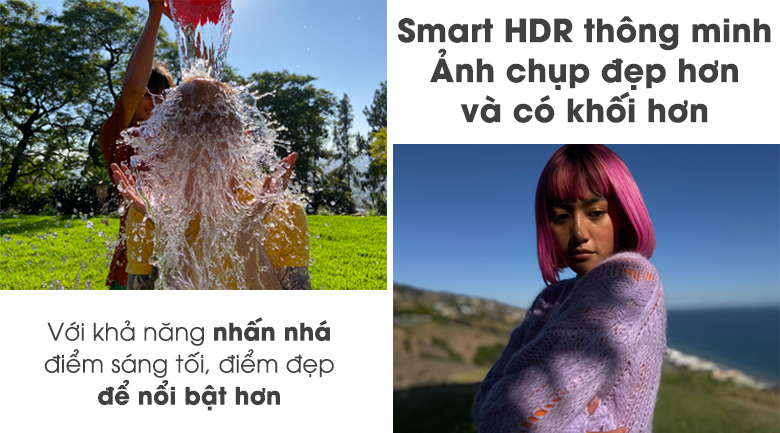 Smart HDR thông minh
Ảnh chụp đẹp hơn
và có khối hơn
Với khả năng nhấn nhá
điểm sáng tối, điểm đẹp
để nổi bật hơn